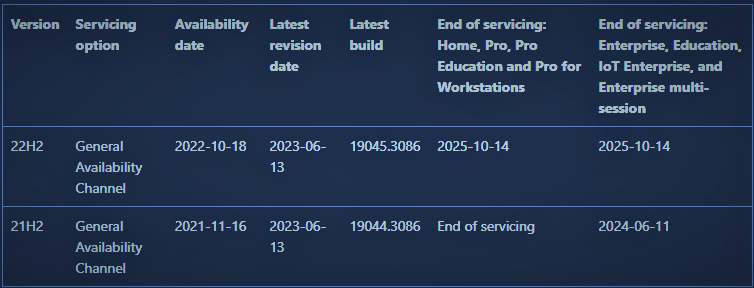 Version
Servicing
option
Availability
date
Latest
revision
date
Latest
build
End of servicing:
Home, Pro, Pro
Education and Pro for
Workstations
End of servicing:
Enterprise, Education,
IoT Enterprise, and
Enterprise multi-
session
22H2
General
Availability
Channel
2022-10-18
2023-06-
13
19045.3086
2025-10-14
2025-10-14
21H2
General
Availability
Channel
2021-11-16
2023-06-
13
19044.3086
End of servicing
2024-06-11